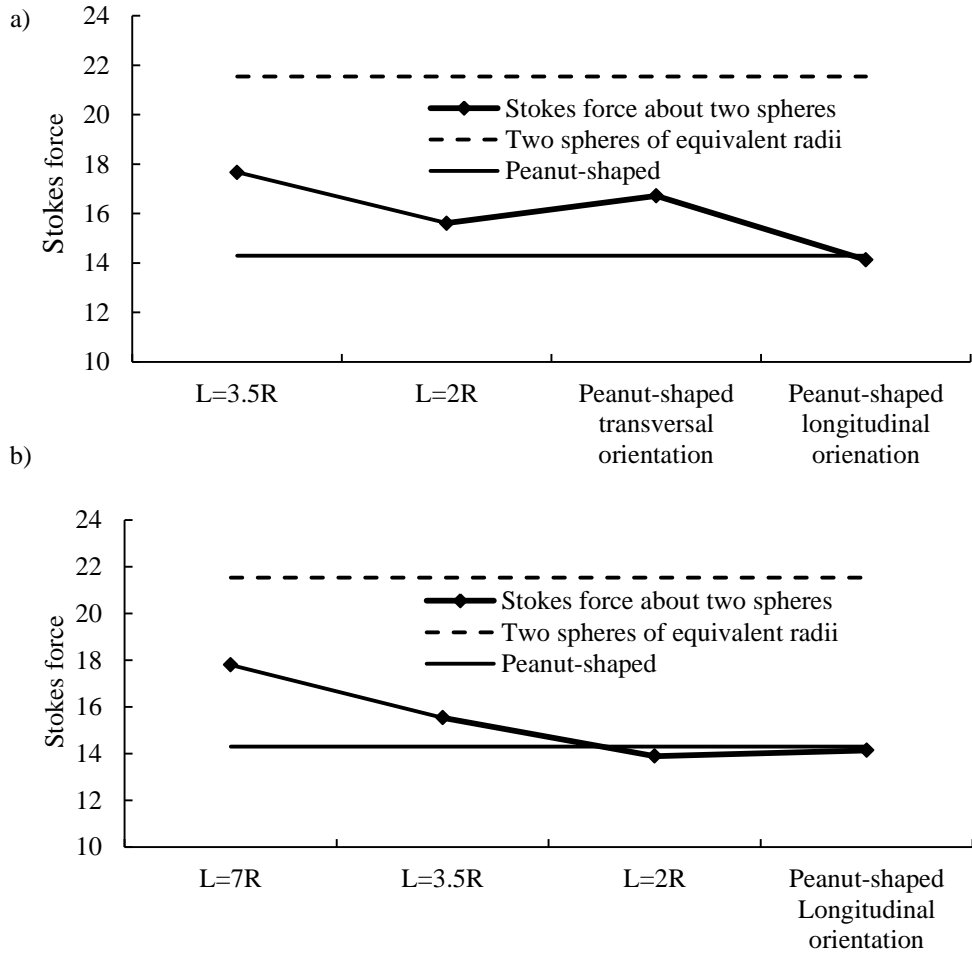 a)
24
22
20
18
16
14
12
10
Stokes force
Stokes force about two spheres
Two spheres of equivalent radii
Peanut-shaped
L=3.5R
L=2R
Peanut-shaped
transversal
orientation
Peanut-shaped
longitudinal
orienation
b)
24
22
20
18
16
14
12
10
Stokes force
Stokes force about two spheres
Two spheres of equivalent radii
Peanut-shaped
L=7R
L=3.5R
L=2R
Peanut-shaped
Longitudinal
orientation